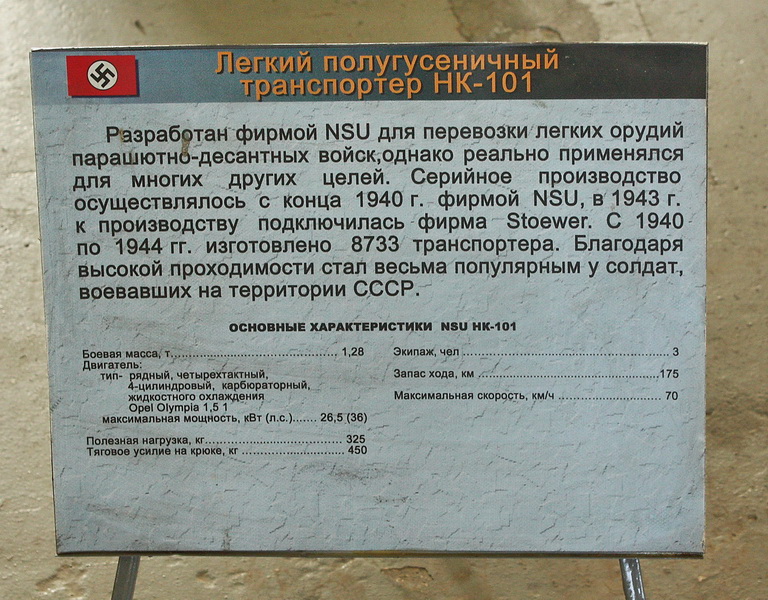 Легкий полугусеничный
транспортер НК-101
Разработан фирмой NSU для перевозки легких орудий
парашютно-десантных войск,однако реально применялся
для многих других целей. Серийное производство
осуществлялось с конца 1940 г. фирмой NSU, в 1943 г.
к производству подключилась фирма Stoewer. С 1940
по 1944 гг. изготовлено 8733 транспортера. Благодаря
высокой проходимости стал весьма популярным у солдат,
воевавших на территории СССР.
ОСНОВНЫЕ ХАРАКТЕРИСТИКИ NSU НК-101
Боевая масса, т.................................................. 1,28
Двигатель:
тип- рядный, четырехтактный,
4-цилиндровый, карбюраторный,
жидкостного охлаждения
Opel Olympia 1,5 1
максимальная мощность, кВт (л.с.)....... 26,5 (36)
Полезная нагрузка, кг.......................................... 325
Тяговое усилие на крюке, кг ................................ 450
Экипаж, чел ................................................................ 3
Запас хода, км ......................................................175
Максимальная скорость, км/ч .................................. 70